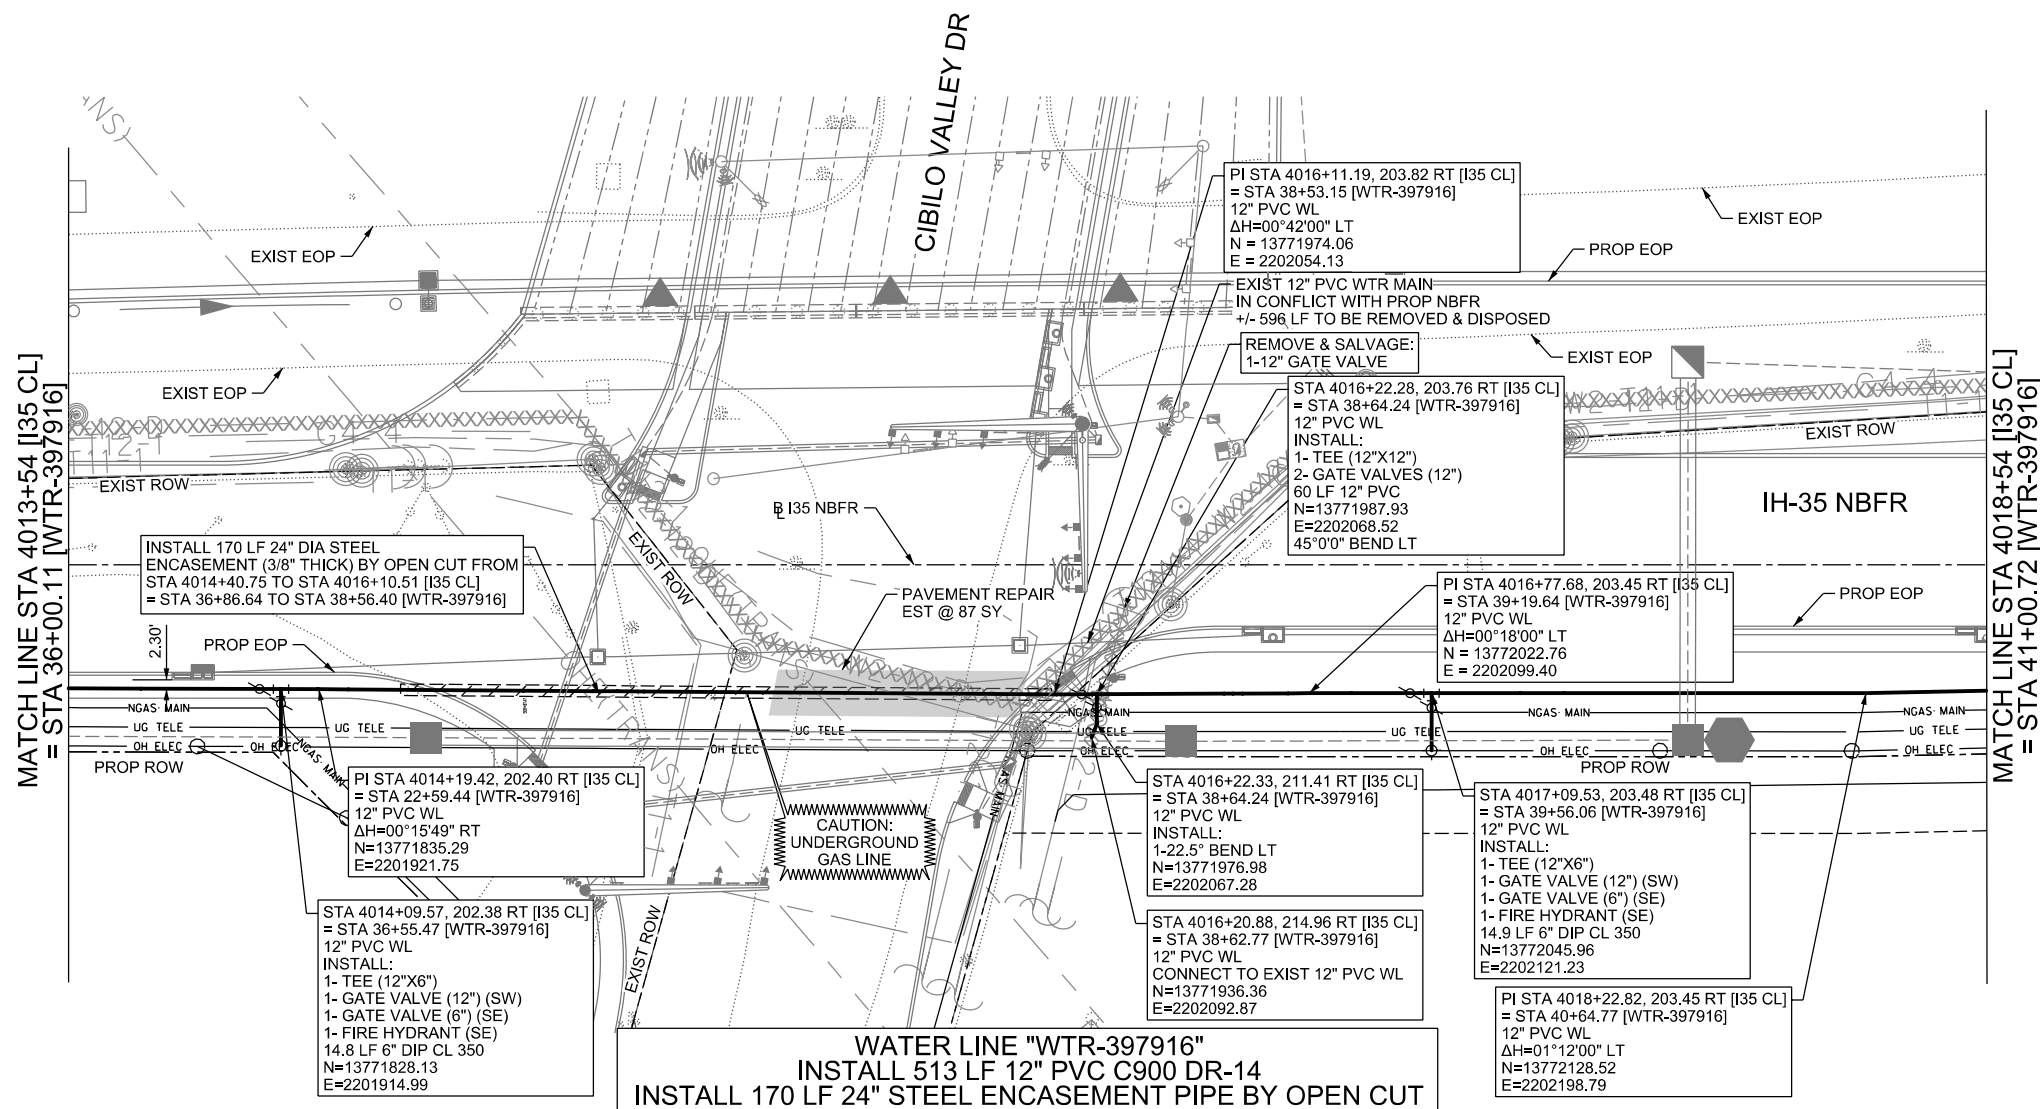 CIBILO VALLEY DR
PI STA 4016+11.19, 203.82 RT [I35 CL]
= STA 38+53.15 [WTR-397916]
12" PVC WL
ΔH=00°42'00" LT
N = 13771974.06
E = 2202054.13
EXIST EOP
EXIST EOP
PROP EOP
EXIST 12" PVC WTR MAIN
IN CONFLICT WITH PROP NBFR
+/- 596 LF TO BE REMOVED & DISPOSED
REMOVE & SALVAGE:
1-12" GATE VALVE
EXIST EOP
EXIST EOP
STA 4016+22.28, 203.76 RT [I35 CL]
= STA 38+64.24 [WTR-397916]
12" PVC WL
INSTALL:
1- TEE (12"X12")
2- GATE VALVES (12")
60 LF 12" PVC
N=13771987.93
E=2202068.52
45°0'0" BEND LT
MATCH LINE STA 4013+54 [I35 CL]
= STA 36+00.11 [WTR-397916]
MATCH LINE STA 4018+54 [I35 CL]
= STA 41+00.72 [WTR-397916]
EXIST ROW
EXIST ROW
IH-35 NBFR
BL I35 NBFR
EXIST ROW
INSTALL 170 LF 24" DIA STEEL
ENCASEMENT (3/8" THICK) BY OPEN CUT FROM
STA 4014+40.75 TO STA 4016+10.51 [I35 CL]
= STA 36+86.64 TO STA 38+56.40 [WTR-397916]
PAVEMENT REPAIR
EST @ 87 SY
PI STA 4016+77.68, 203.45 RT [I35 CL]
= STA 39+19.64 [WTR-397916]
12" PVC WL
ΔH=00°18'00" LT
N = 13772022.76
E = 2202099.40
PROP EOP
2.30'
PROP EOP
NGAS MAIN
NGAS MAIN
NGAS MAIN
NGAS MAIN
UG TELE
UG TELE
UG TELE
UG TELE
UG TELE
UG TELE
OH ELEC
OH ELEC
OH ELEC
OH ELEC
OH ELEC
OH ELEC
NGAS MAIN
NGAS MAIN
PROP ROW
PROP ROW
PI STA 4014+19.42, 202.40 RT [I35 CL]
= STA 22+59.44 [WTR-397916]
12" PVC WL
ΔH=00°15'49" RT
N=13771835.29
E=2201921.75
CAUTION:
UNDERGROUND
GAS LINE
STA 4016+22.33, 211.41 RT [I35 CL]
= STA 38+64.24 [WTR-397916]
12" PVC WL
INSTALL:
1-22.5° BEND LT
N=13771976.98
E=2202067.28
STA 4017+09.53, 203.48 RT [I35 CL]
= STA 39+56.06 [WTR-397916]
12" PVC WL
INSTALL:
1- TEE (12"X6")
1- GATE VALVE (12") (SW)
1- GATE VALVE (6") (SE)
1- FIRE HYDRANT (SE)
14.9 LF 6" DIP CL 350
N=13772045.96
E=2202121.23
STA 4014+09.57, 202.38 RT [I35 CL]
= STA 36+55.47 [WTR-397916]
12" PVC WL
INSTALL:
1- TEE (12"X6")
1- GATE VALVE (12") (SW)
1- GATE VALVE (6") (SE)
1- FIRE HYDRANT (SE)
14.8 LF 6" DIP CL 350
N=13771828.13
E=2201914.99
EXIST ROW
STA 4016+20.88, 214.96 RT [I35 CL]
= STA 38+62.77 [WTR-397916]
12" PVC WL
CONNECT TO EXIST 12" PVC WL
N=13771936.36
E=2202092.87
PI STA 4018+22.82, 203.45 RT [I35 CL]
= STA 40+64.77 [WTR-397916]
12" PVC WL
ΔH=01°12'00" LT
N=13772128.52
E=2202198.79
WATER LINE "WTR-397916"
INSTALL 513 LF 12" PVC C900 DR-14
INSTALL 170 LF 24" STEEL ENCASEMENT PIPE BY OPEN CUT